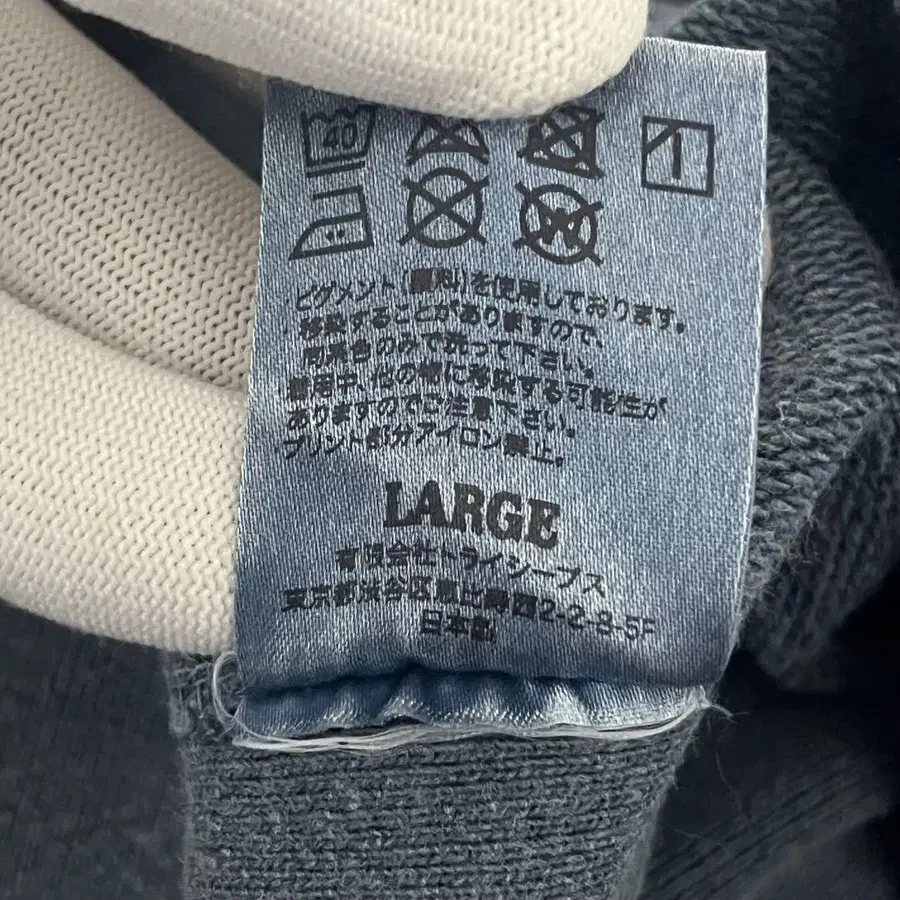 40
ピグメント(顔料)を使用しております。
移染することがありますので、
同系色のみで洗って下さい。
着用中、他の物に移染する可能性が
ありますのでご注意下さい。
プリント部分アイロン禁止。
LARGE
有限会社トライシープス
東京都渋谷区恵比寿西2-2-8-5F
日本製